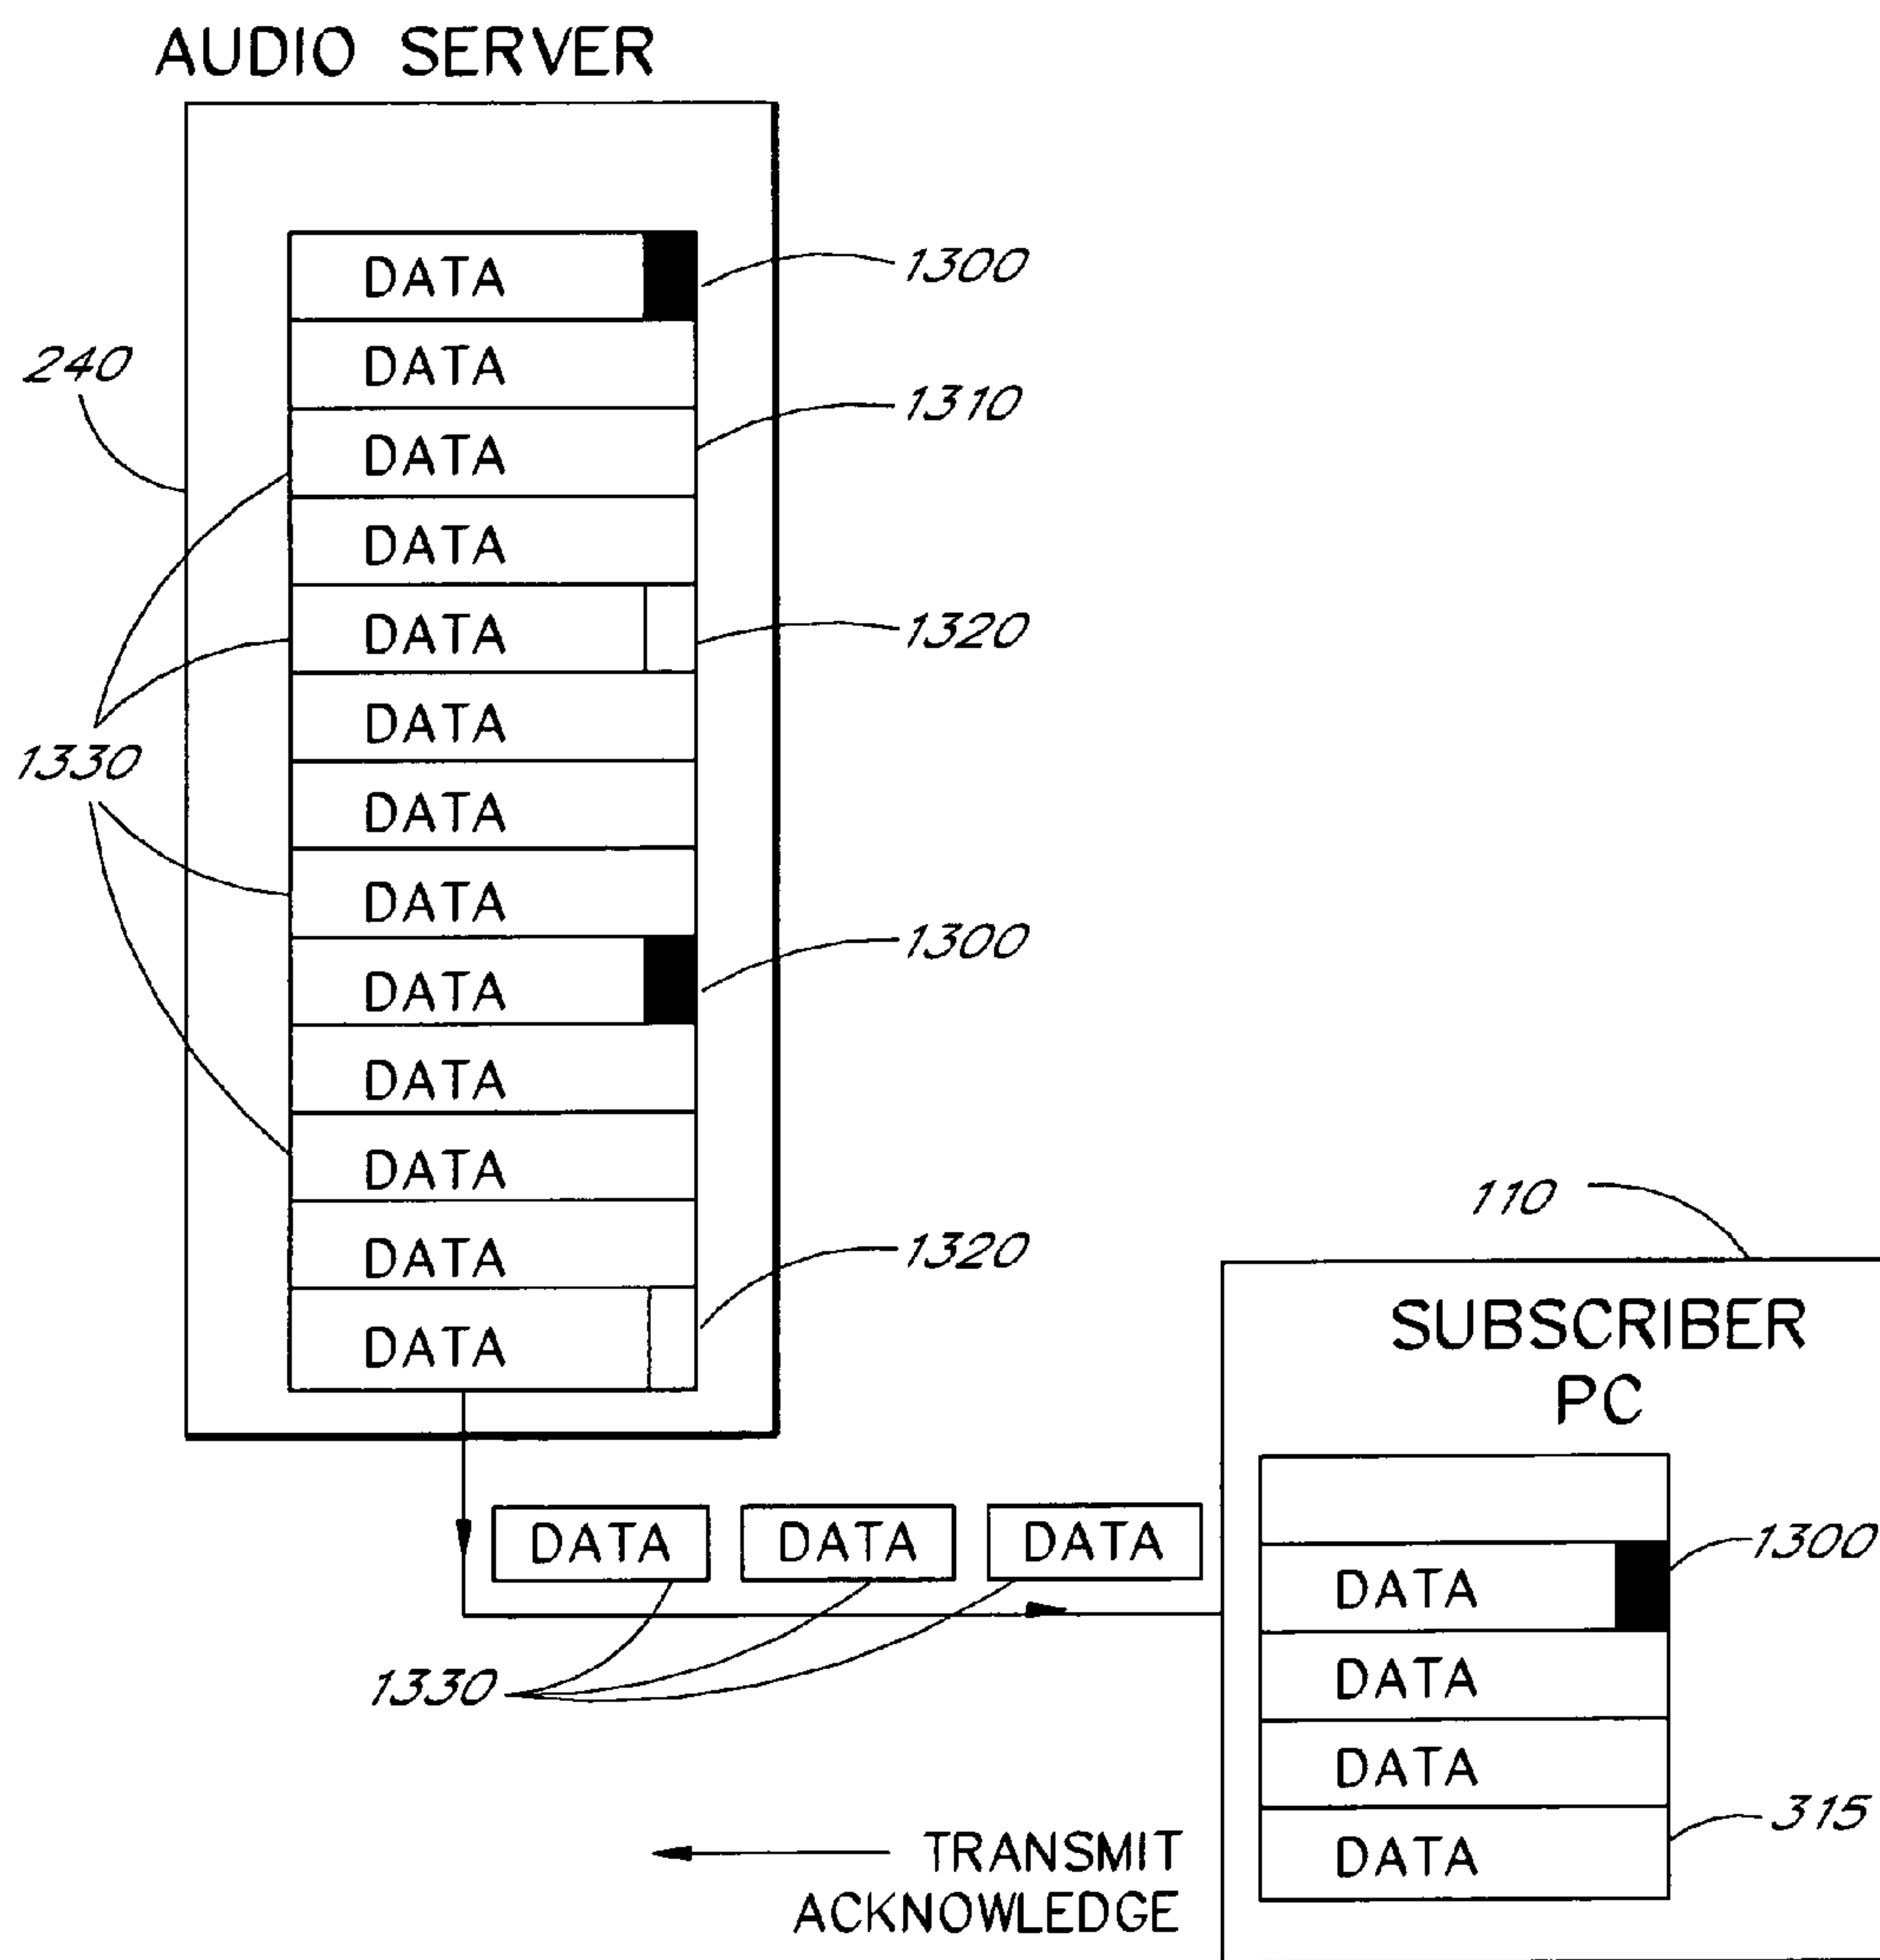 AUDIO SERVER
DATA
1300
DATA
240
1310
DATA
DATA
DATA
1320
DATA
1330
DATA
DATA
1300
DATA
DATA
DATA
110
DATA
1320
SUBSCRIBER
DATA
PC
DATA DATA DATA
1300
DATA
DATA
1330
DATA
315
TRANSMIT
DATA
ACKNOWLEDGE